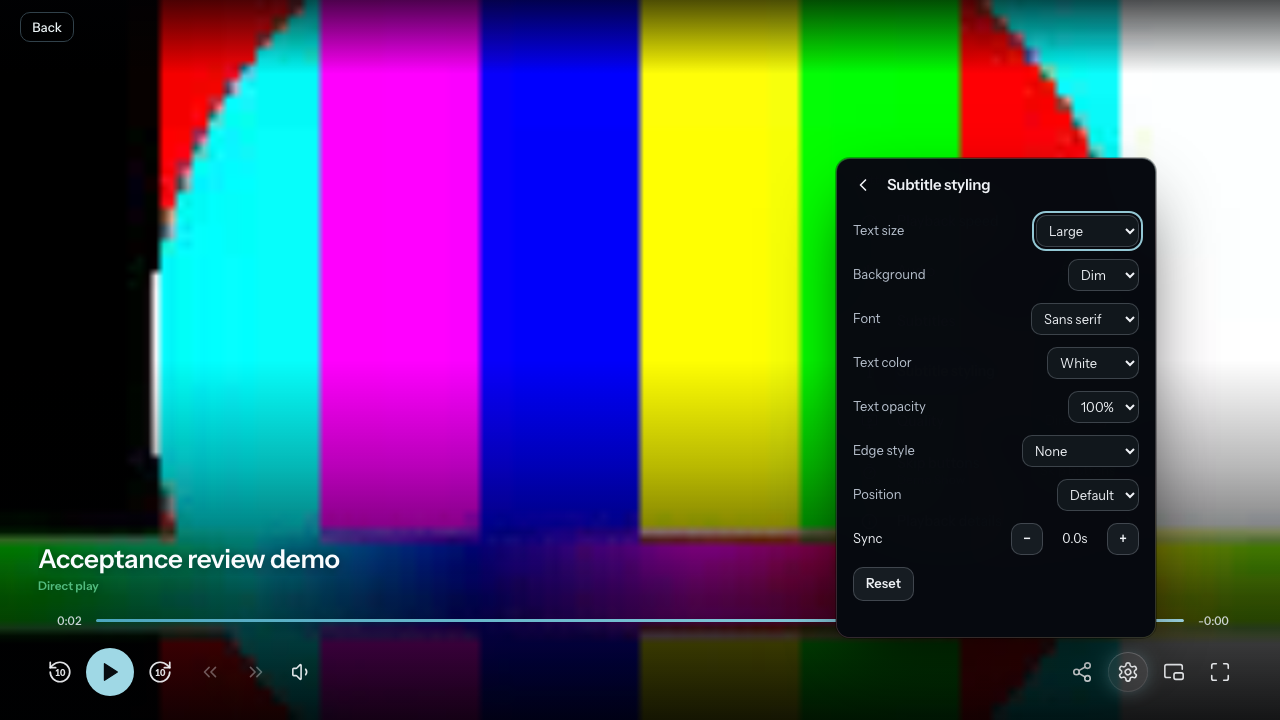 Back
Subtitle styling
Text size Large
Background Dim
Font Sans serif
Text color White
Text opacity 100%
Edge style None
Position Default
Sync − 0.0s +
Reset
Acceptance review demo
Direct play
0:02 -0:00
10 10